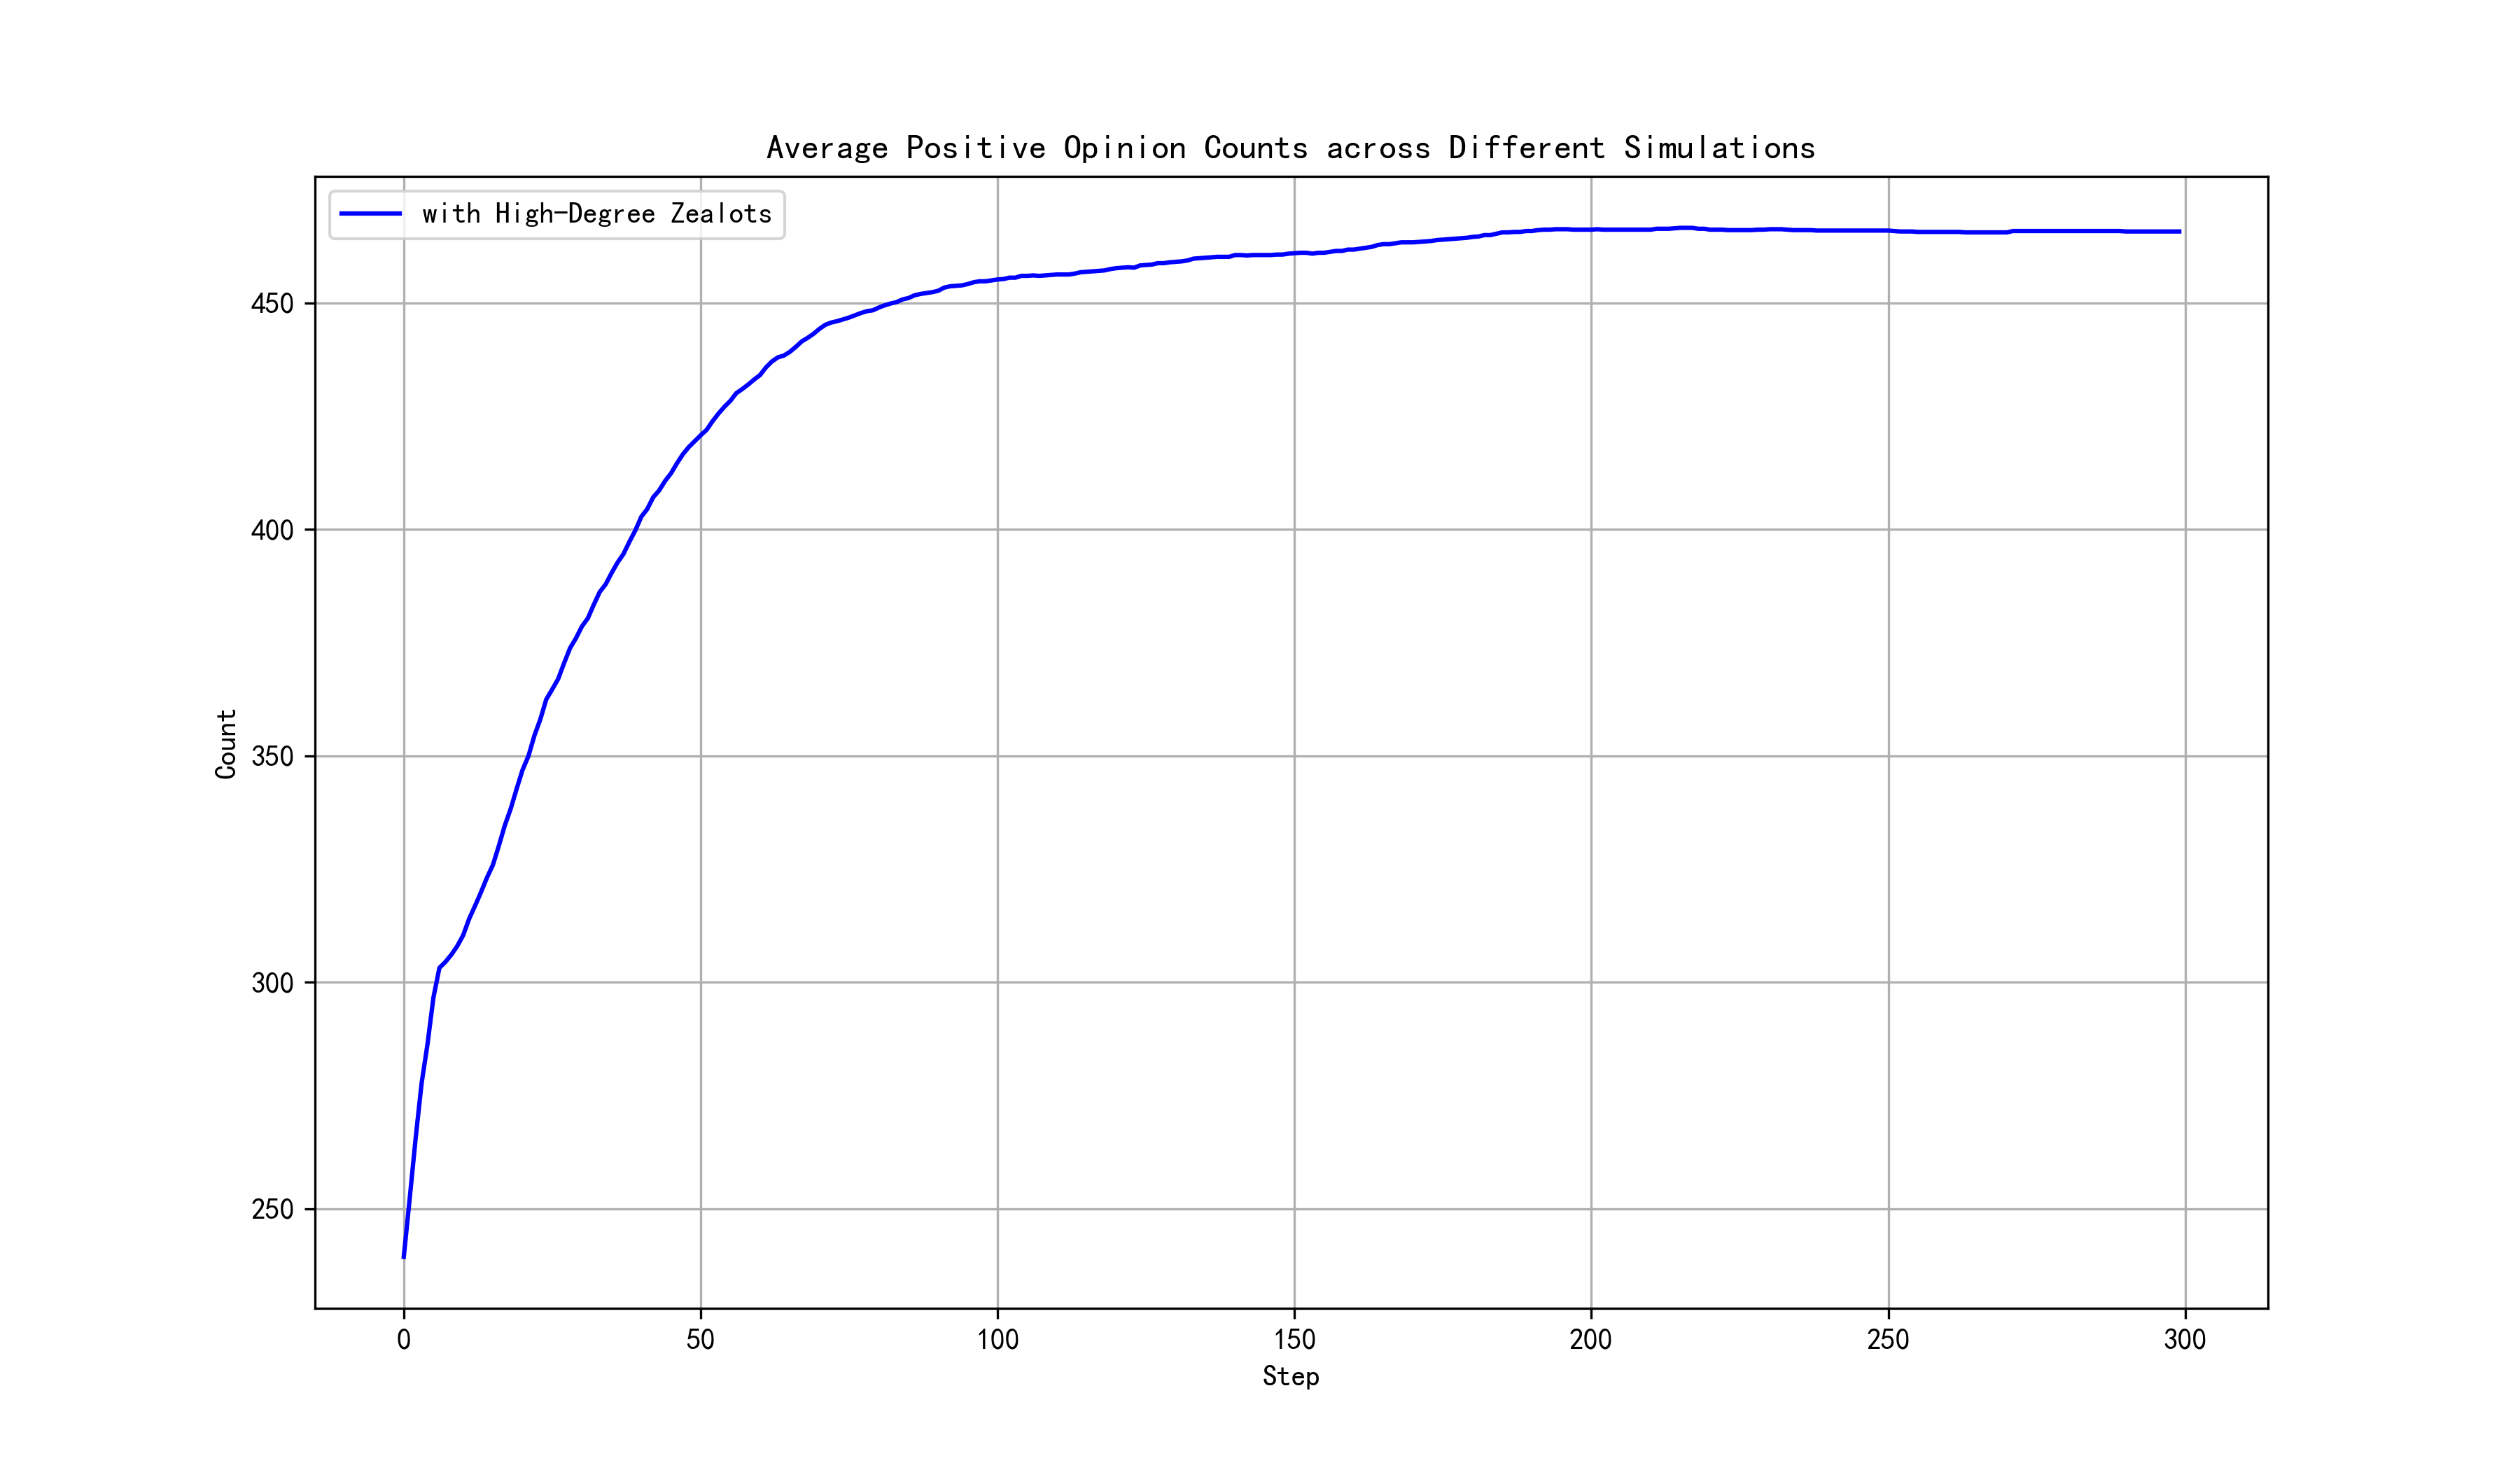 Average Positive Opinion Counts across Different Simulations
with High-Degree Zealots
450
400
350
300
250
Count
0 50 100 150 200 250 300
Step